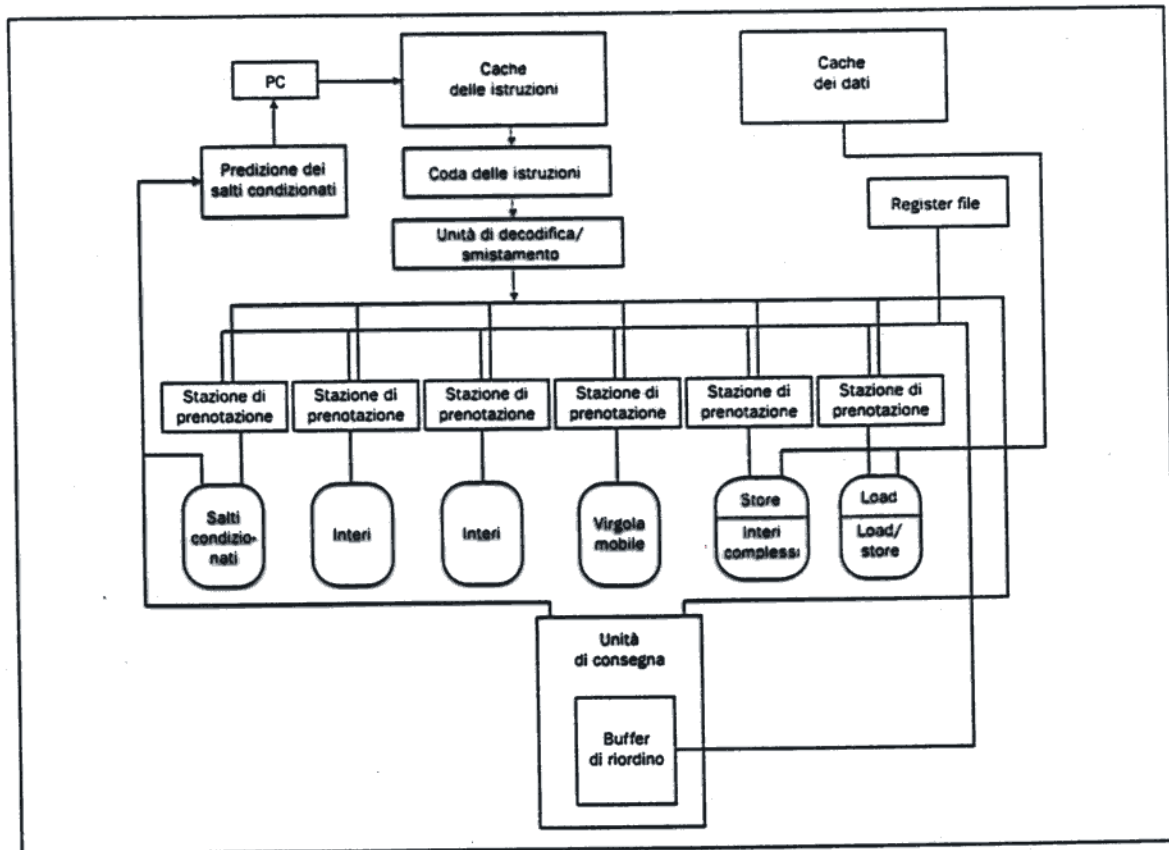 Cache
delle istruzioni
Cache
dei dati
PC
Predizione dei
salti condizionati
Coda delle istruzioni
Register file
Unità di decodifica/
smistamento
Stazione di
prenotazione
Stazione di
prenotazione
Stazione di
prenotazione
Stazione di
prenotazione
Stazione di
prenotazione
Stazione di
prenotazione
Salti
condizio-
nati
Interi
Interi
Virgola
mobile
Store
Interi
complessi
Load
Load/
store
Unità
di consegna
Buffer
di riordino